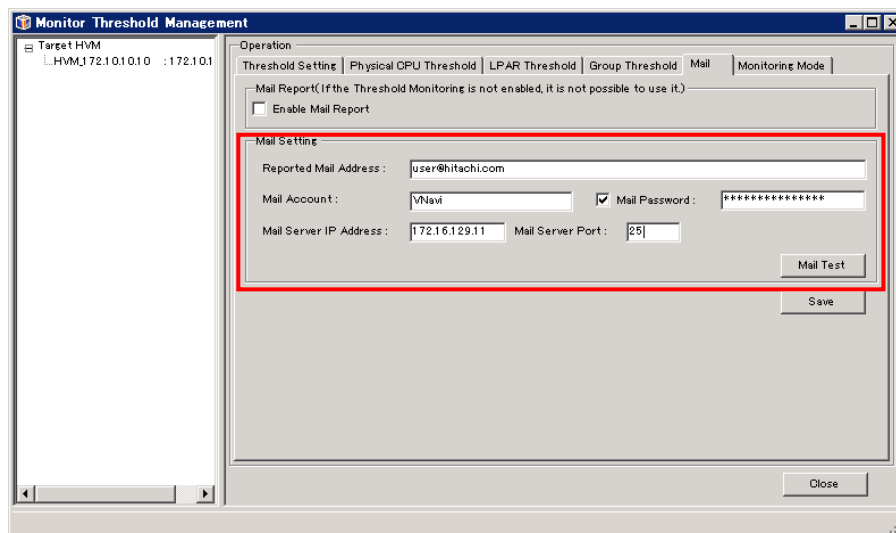 Monitor Threshold Management
Target HVM
HVM_172.10.10.10 :172.10.1
Operation
Threshold Setting Physical CPU Threshold LPAR Threshold Group Threshold Mail Monitoring Mode
Mail Report(If the Threshold Monitoring is not enabled, it is not possible to use it.)
Enable Mail Report
Mail Setting
Reported Mail Address : user@hitachi.com
Mail Account : VNavi Mail Password : ***************
Mail Server IP Address : 172.16.129.11 Mail Server Port : 25
Mail Test
Save
Close